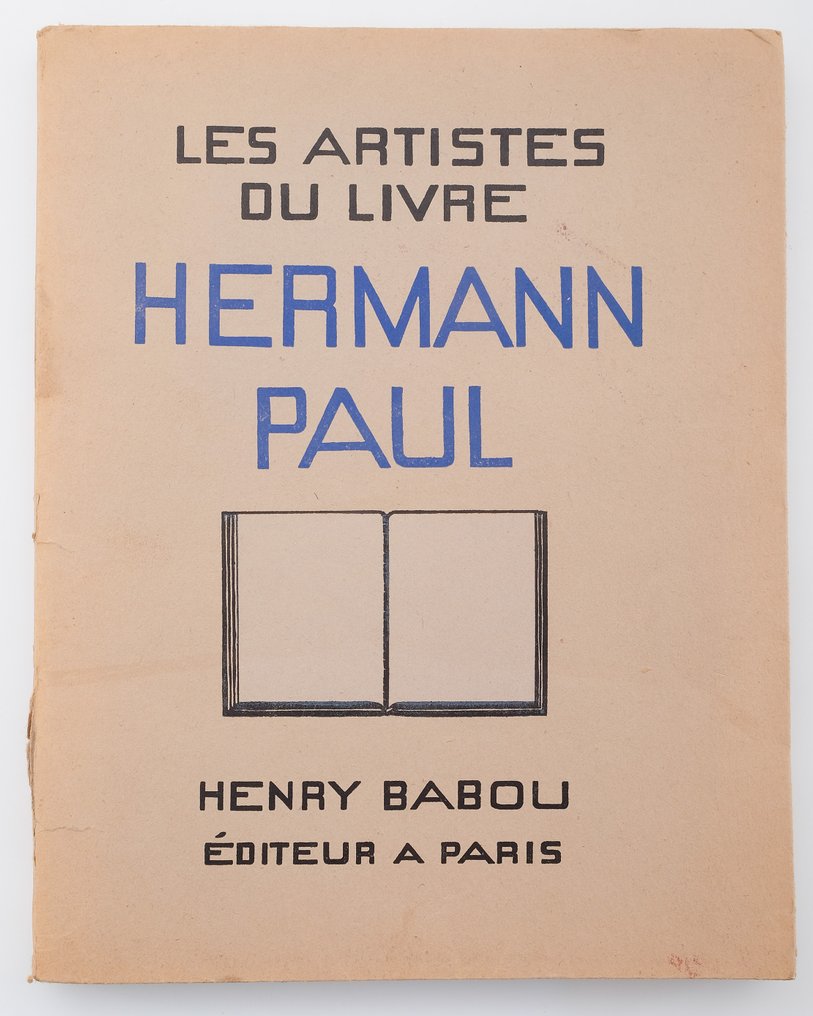 LES ARTISTES
DU LIVRE
HERMANN
PAUL
HENRY BABOU
ÉDITEUR A PARIS